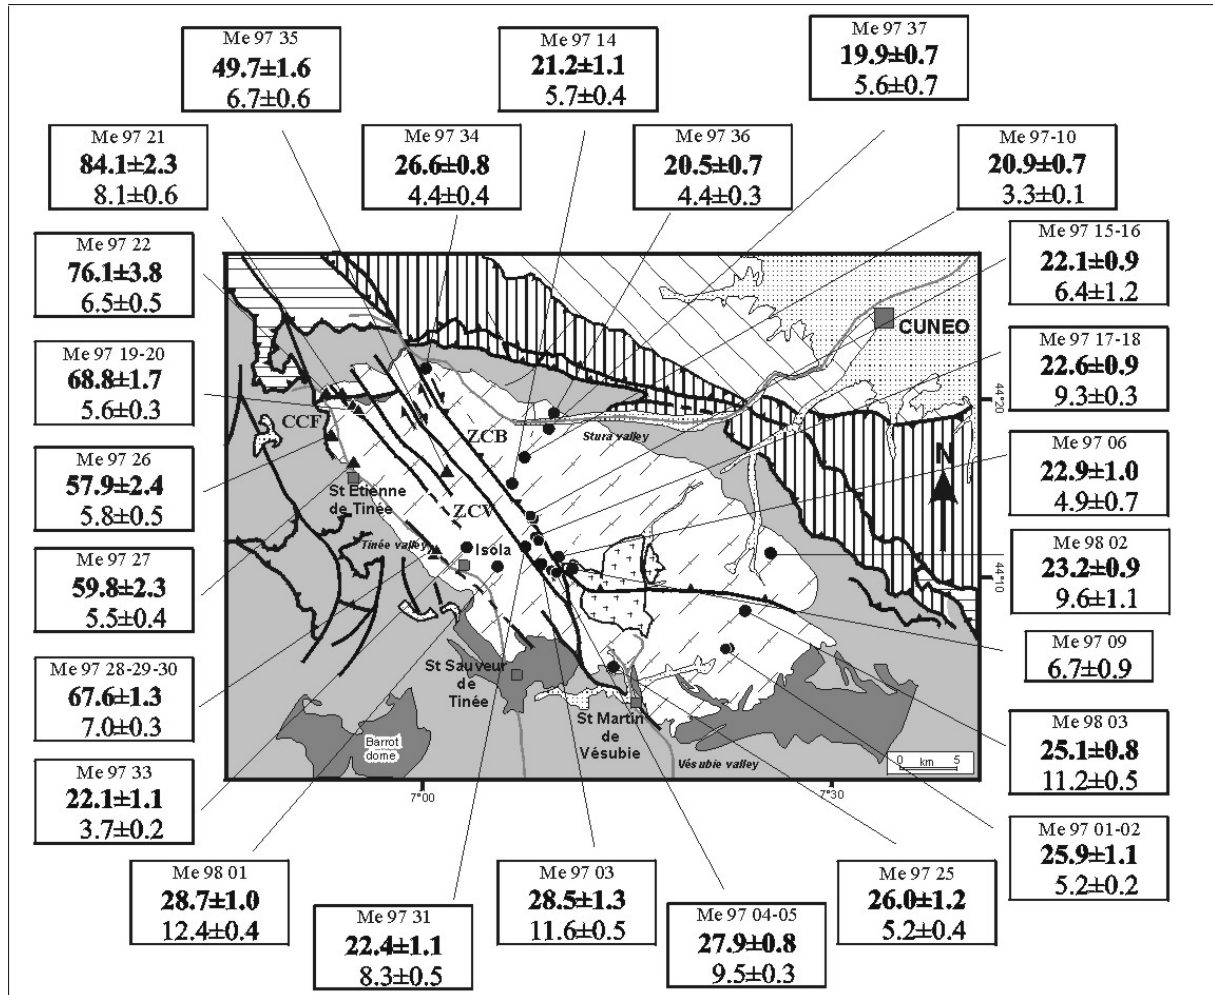 Me 97 35
49.7±1.6
6.7±0.6
Me 97 14
21.2±1.1
5.7±0.4
Me 97 37
19.9±0.7
5.6±0.7
Me 97 21
84.1±2.3
8.1±0.6
Me 97 34
26.6±0.8
4.4±0.4
Me 97 36
20.5±0.7
4.4±0.3
Me 97-10
20.9±0.7
3.3±0.1
Me 97 22
76.1±3.8
6.5±0.5
Me 97 15-16
22.1±0.9
6.4±1.2
Me 97 19-20
68.8±1.7
5.6±0.3
Me 97 17-18
22.6±0.9
9.3±0.3
Me 97 26
57.9±2.4
5.8±0.5
Me 97 06
22.9±1.0
4.9±0.7
Me 97 27
59.8±2.3
5.5±0.4
Me 98 02
23.2±0.9
9.6±1.1
Me 97 28-29-30
67.6±1.3
7.0±0.3
Me 97 09
6.7±0.9
Me 97 33
22.1±1.1
3.7±0.2
Me 98 03
25.1±0.8
11.2±0.5
Me 97 01-02
25.9±1.1
5.2±0.2
Me 98 01
28.7±1.0
12.4±0.4
Me 97 31
22.4±1.1
8.3±0.5
Me 97 03
28.5±1.3
11.6±0.5
Me 97 04-05
27.9±0.8
9.5±0.3
Me 97 25
26.0±1.2
5.2±0.4
CUNEO
44°20
CCF
ZCB
Stura valley
N
St Etienne
de Tinée
ZCV
Tinée valley
Isola
44°10
St Sauveur
de
Tinée
St Martin
de
Vésubie
Barrot
dome
Vésubie valley
0 km 5
7°00
7°30